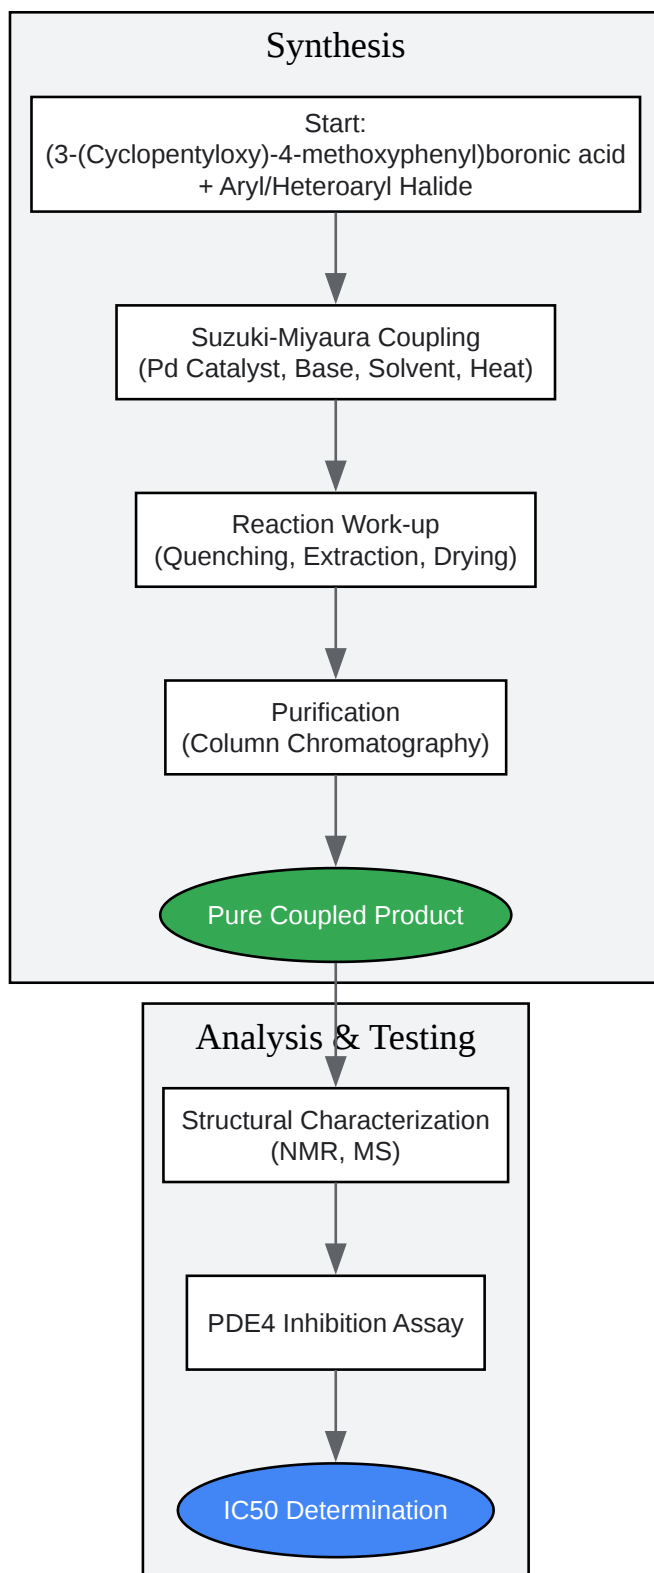 Synthesis
Start:
(3-(Cyclopentyloxy)-4-methoxyphenyl)boronic acid
+ Aryl/Heteroaryl Halide
Suzuki-Miyaura Coupling
(Pd Catalyst, Base, Solvent, Heat)
Reaction Work-up
(Quenching, Extraction, Drying)
Purification
(Column Chromatography)
Pure Coupled Product
Analysis & Testing
Structural Characterization
(NMR, MS)
PDE4 Inhibition Assay
IC50 Determination